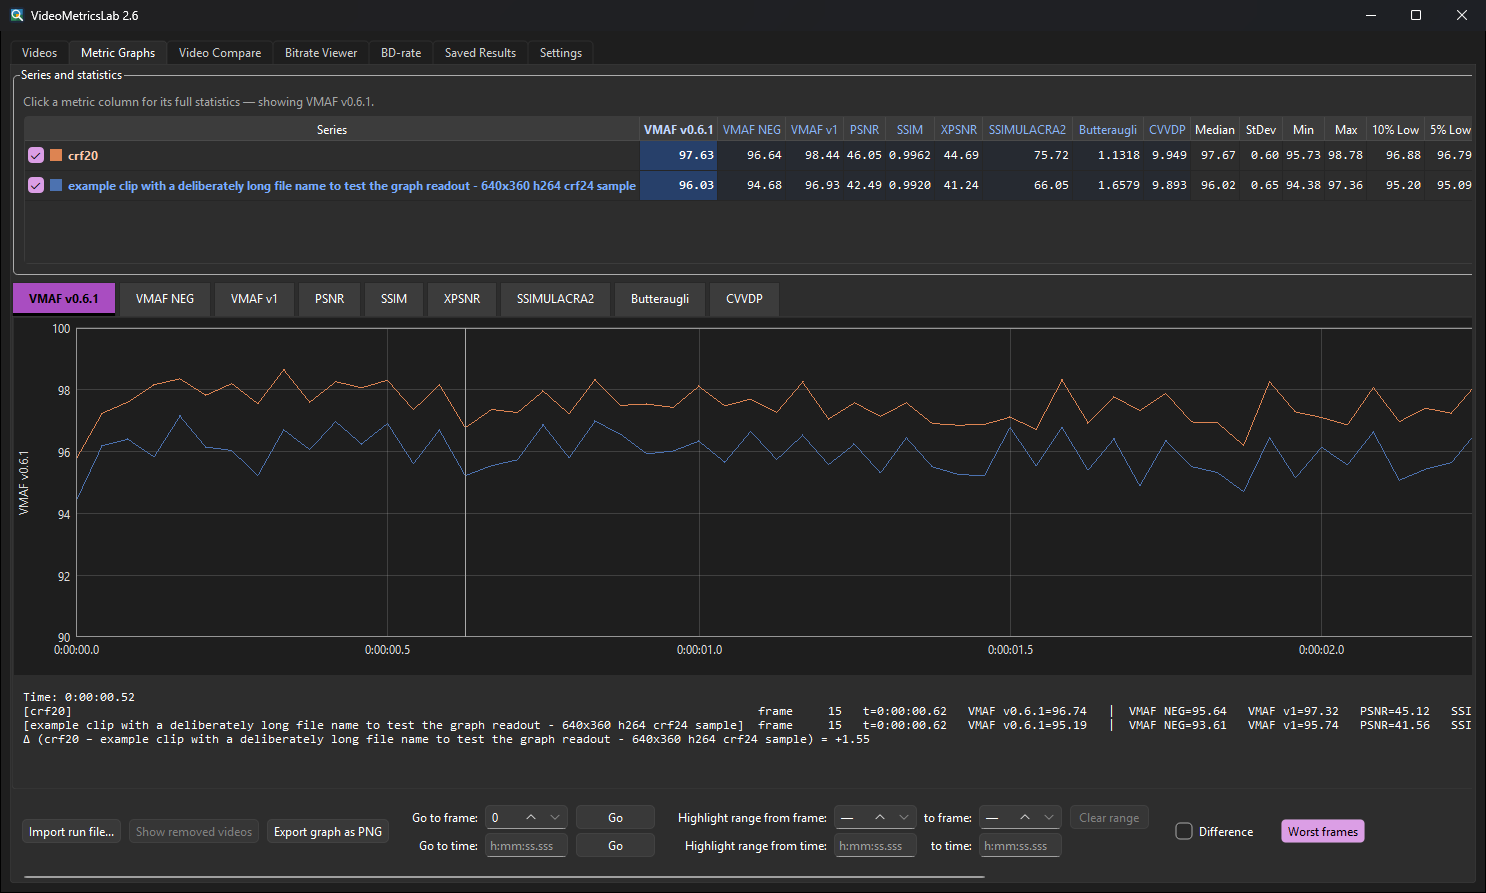 VideoMetricsLab 2.6
Videos Metric Graphs Video Compare Bitrate Viewer BD-rate Saved Results Settings
Series and statistics
Click a metric column for its full statistics — showing VMAF v0.6.1.
Series VMAF v0.6.1 VMAF NEG VMAF v1 PSNR SSIM XPSNR SSIMULACRA2 Butteraugli CVVDP Median StDev Min Max 10% Low 5% Low
crf20 97.63 96.64 98.44 46.05 0.9962 44.69 75.72 1.1318 9.949 97.67 0.60 95.73 98.78 96.88 96.79
example clip with a deliberately long file name to test the graph readout - 640x360 h264 crf24 sample 96.03 94.68 96.93 42.49 0.9920 41.24 66.05 1.6579 9.893 96.02 0.65 94.38 97.36 95.20 95.09
VMAF v0.6.1 VMAF NEG VMAF v1 PSNR SSIM XPSNR SSIMULACRA2 Butteraugli CVVDP
100
98
96
94
92
90
VMAF v0.6.1
0:00:00.0 0:00:00.5 0:00:01.0 0:00:01.5 0:00:02.0
Time: 0:00:00.52
[crf20] frame 15 t=0:00:00.62 VMAF v0.6.1=96.74 | VMAF NEG=95.64 VMAF v1=97.32 PSNR=45.12 SSI
[example clip with a deliberately long file name to test the graph readout - 640x360 h264 crf24 sample] frame 15 t=0:00:00.62 VMAF v0.6.1=95.19 | VMAF NEG=93.61 VMAF v1=95.74 PSNR=41.56 SSI
Δ (crf20 − example clip with a deliberately long file name to test the graph readout - 640x360 h264 crf24 sample) = +1.55
Go to frame: 0 Go Highlight range from frame: — to frame: — Clear range
Import run file... Show removed videos Export graph as PNG Difference Worst frames
Go to time: h:mm:ss.sss Go Highlight range from time: h:mm:ss.sss to time: h:mm:ss.sss